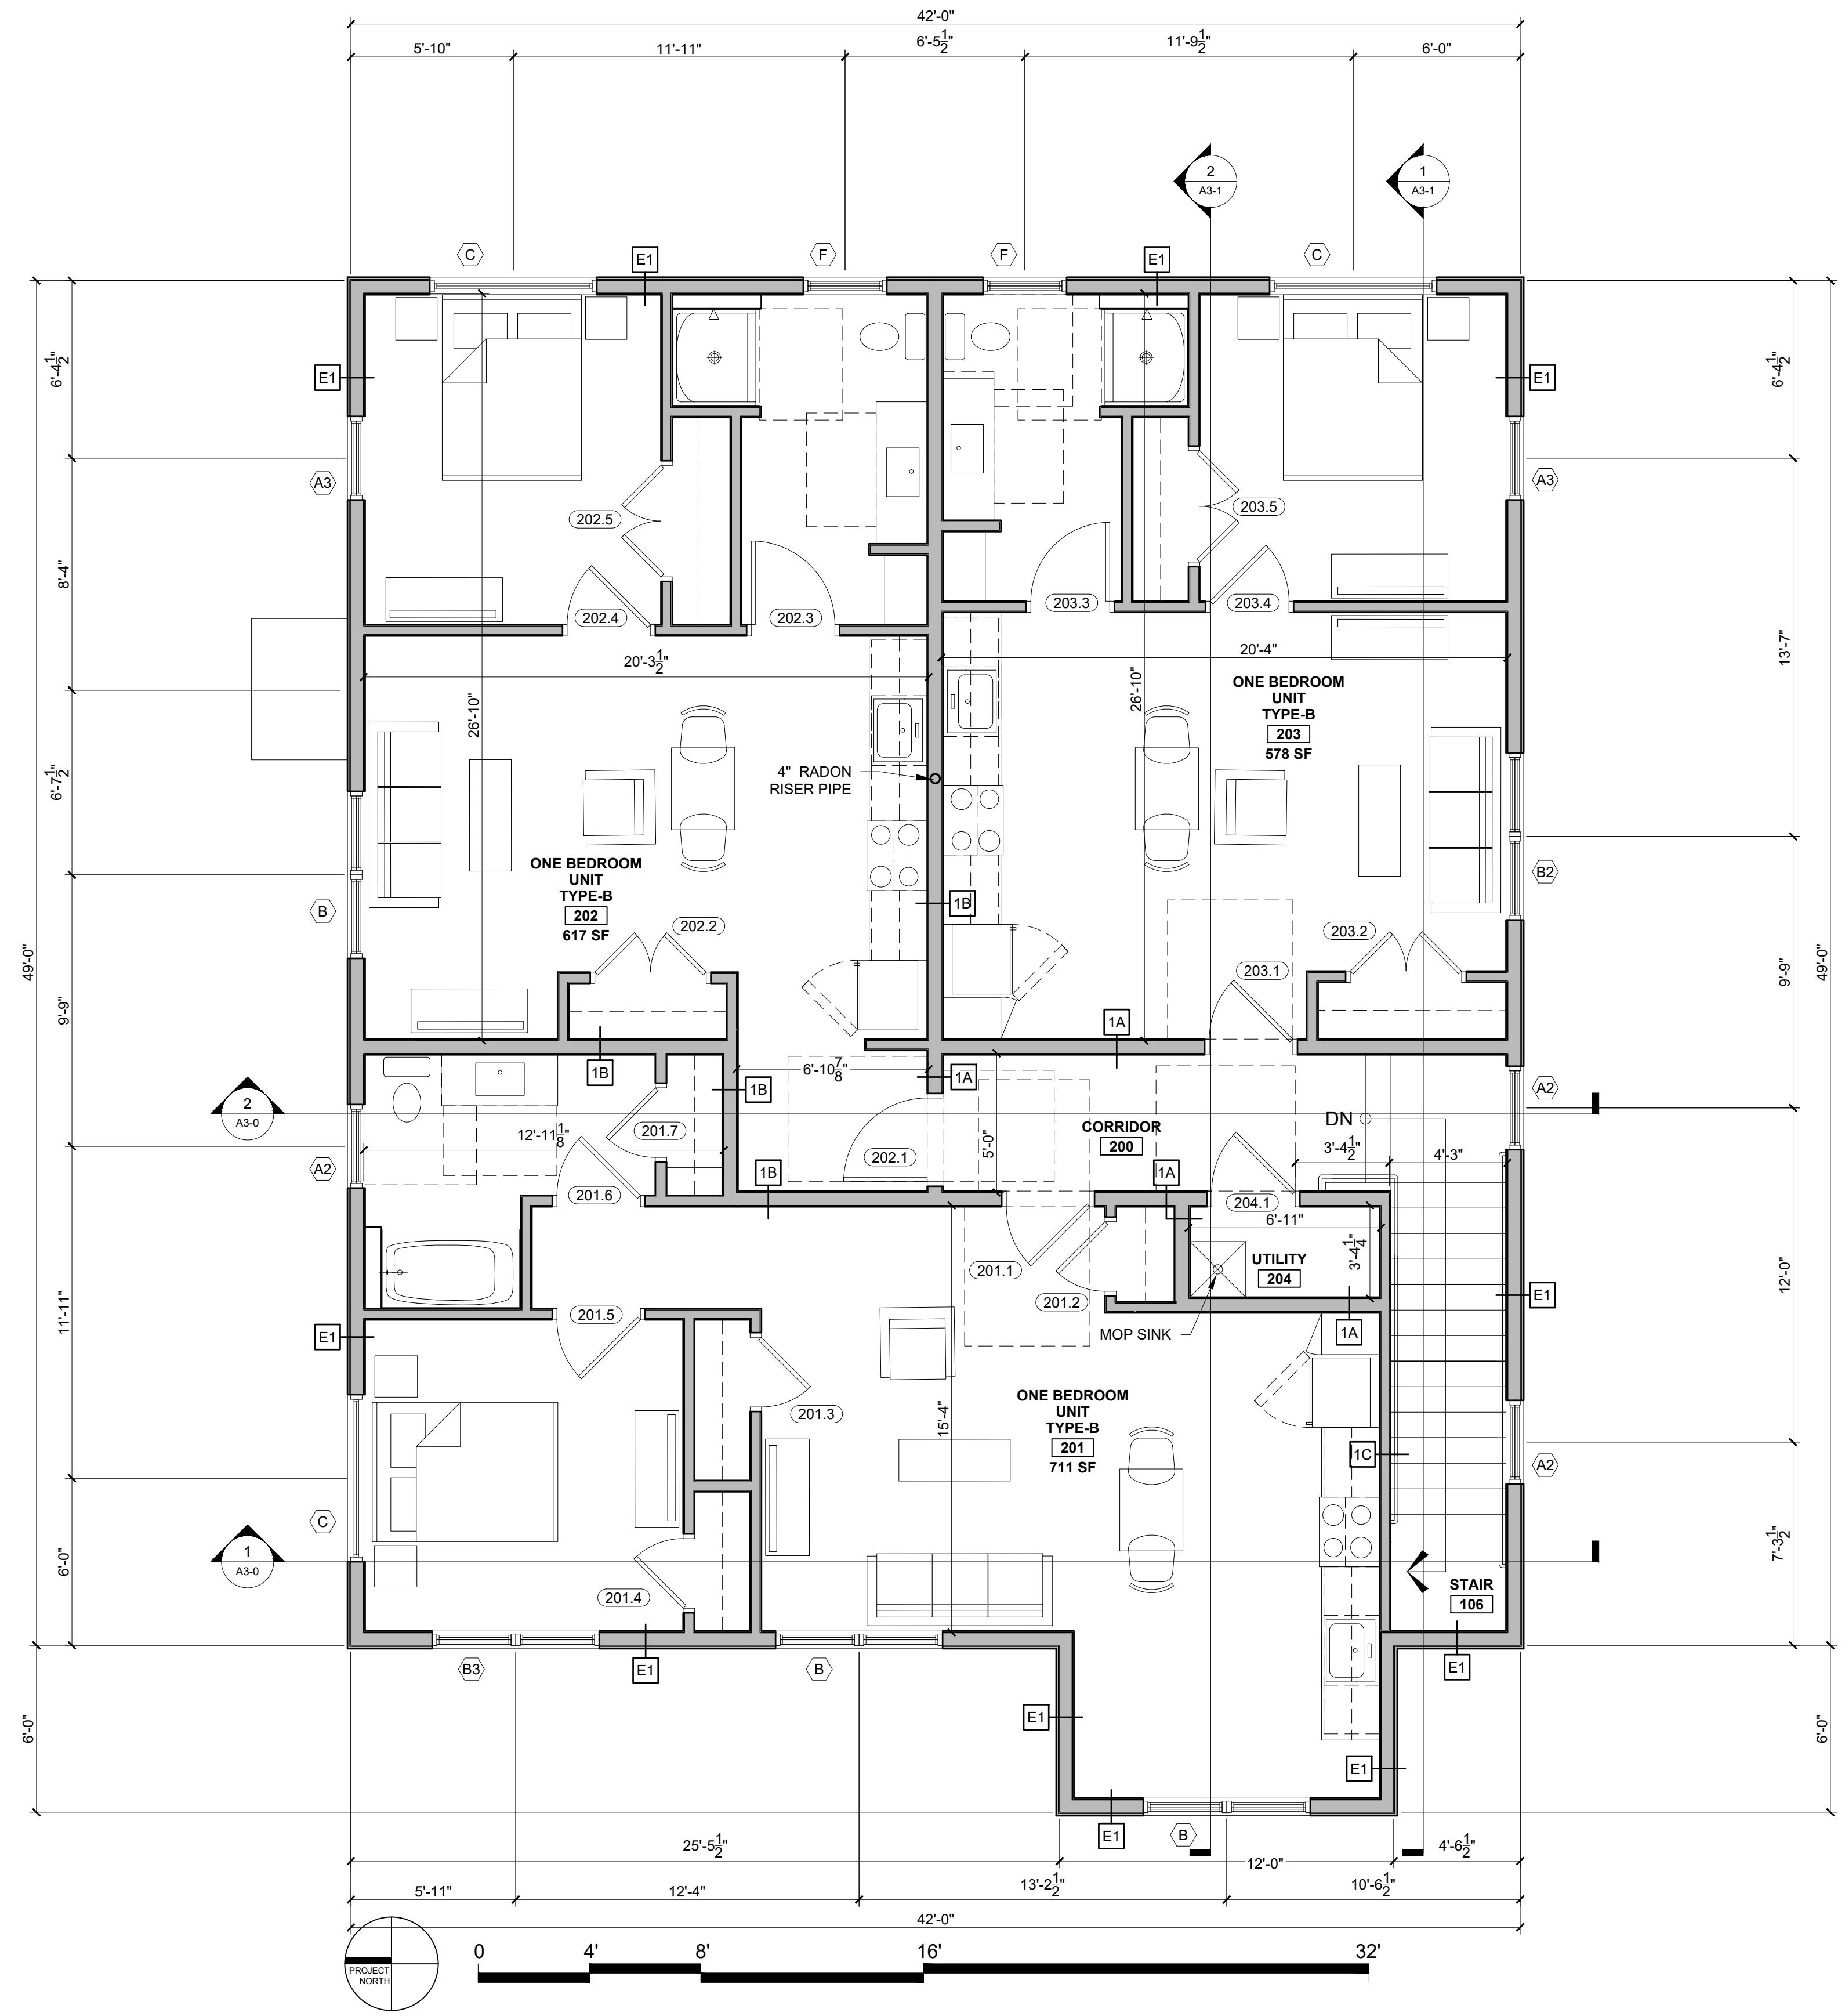 42'-0"
5'-10"
11'-11"
6'-5 1/2"
11'-9 1/2"
6'-0"
2
A3-1
1
A3-1
C
E1
F
F
E1
C
E1
E1
6'-4 1/2"
6'-4 1/2"
A3
A3
202.5
203.5
8'-4"
202.4
202.3
203.3
203.4
13'-7"
20'-3 1/2"
20'-4"
26'-10"
26'-10"
ONE BEDROOM
UNIT
TYPE-B
203
578 SF
4" RADON
RISER PIPE
6'-7 1/2"
ONE BEDROOM
UNIT
TYPE-B
202
617 SF
B
B2
1B
202.2
203.2
203.1
49'-0"
49'-0"
9'-9"
9'-9"
1A
1B
1B
6'-10 7/8"
1A
A2
2
A3-0
DN
CORRIDOR
200
12'-11 1/8"
201.7
202.1
5'-0"
3'-4 1/2"
4'-3"
A2
1B
1A
201.6
204.1
6'-11"
3'-4 1/4"
UTILITY
204
201.1
201.2
MOP SINK
1A
12'-0"
E1
11'-11"
201.5
E1
201.3
15'-4"
ONE BEDROOM
UNIT
TYPE-B
201
711 SF
1C
A2
C
1
A3-0
6'-0"
7'-3 1/2"
201.4
STAIR
106
B3
E1
B
E1
6'-0"
E1
E1
6'-0"
E1
B
25'-5 1/2"
12'-0"
4'-6 1/2"
5'-11"
12'-4"
13'-2 1/2"
10'-6 1/2"
42'-0"
PROJECT
NORTH
0
4'
8'
16'
32'